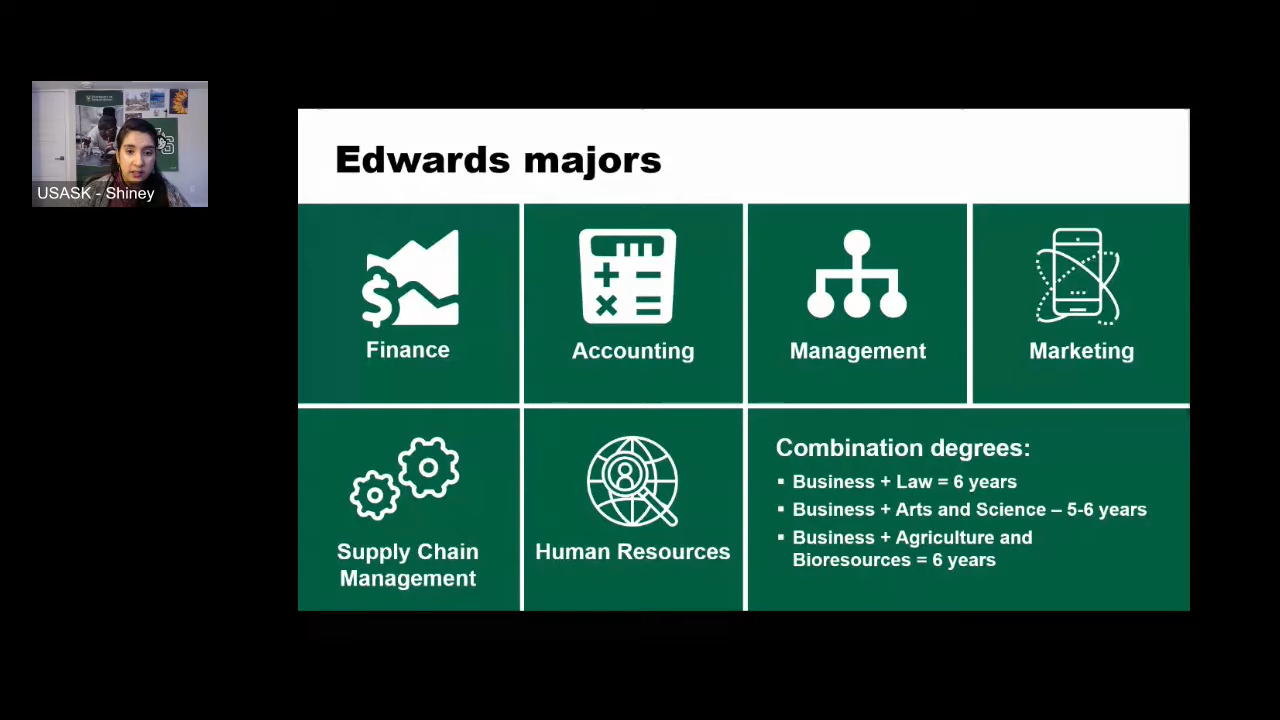 Edwards majors
Finance
Accounting
Management
Marketing
Supply Chain
Management
Human Resources
Combination degrees:
▪ Business + Law = 6 years
▪ Business + Arts and Science – 5-6 years
▪ Business + Agriculture and
Bioresources = 6 years
USASK - Shiney